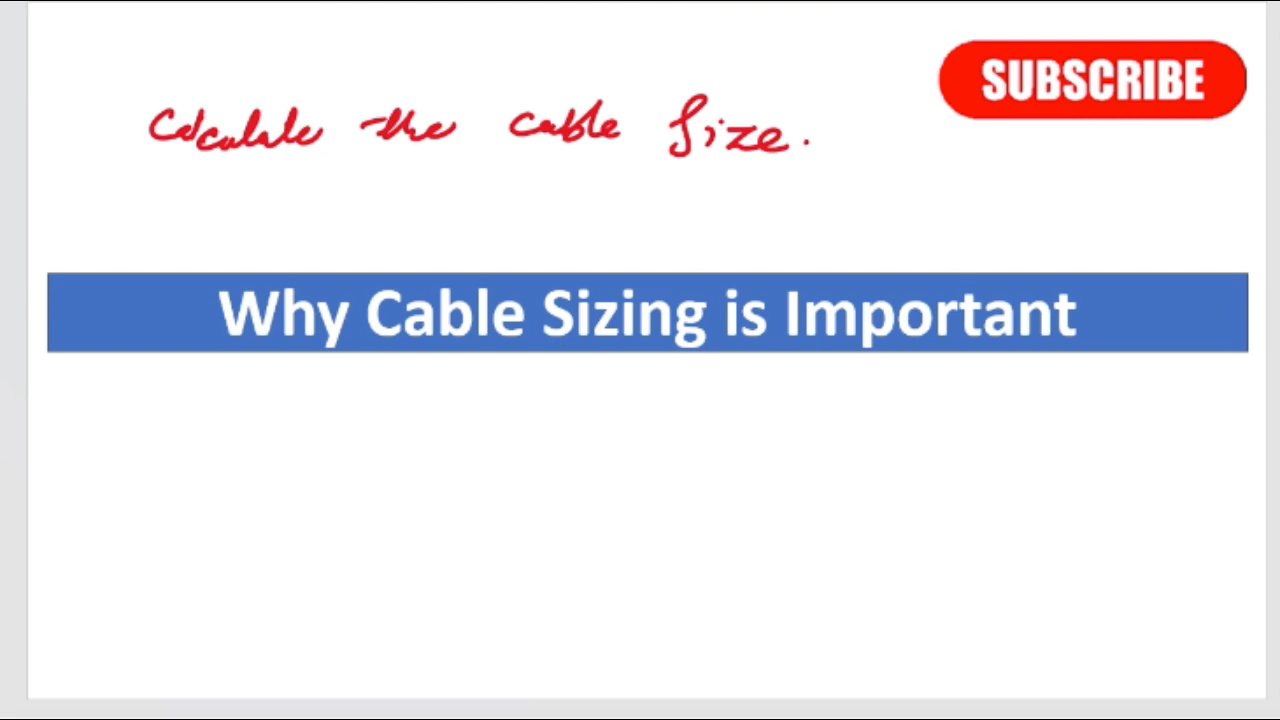 SUBSCRIBE
Calculate the cable Size.
Why Cable Sizing is Important